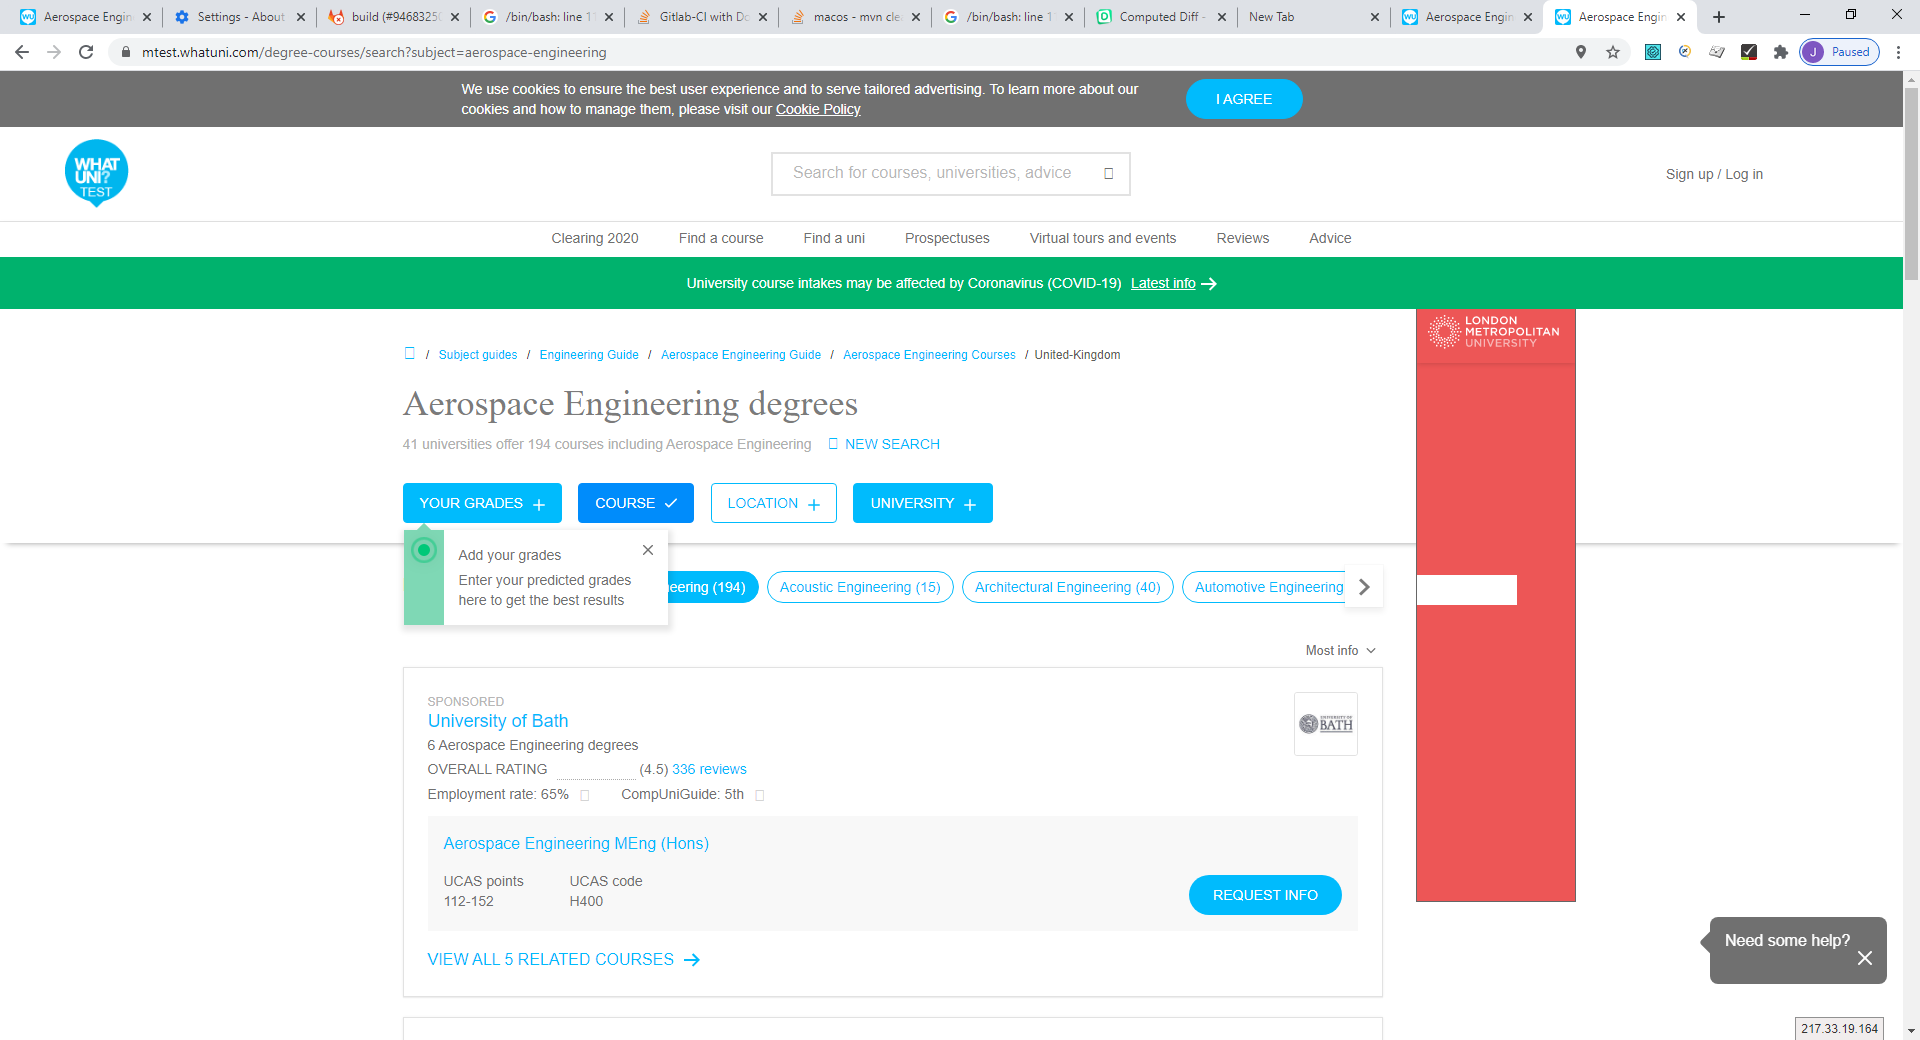 Aerospace Engin
Settings - About
build (#9468325
/bin/bash: line 1
Gitlab-CI with Do
macos - mvn cle
/bin/bash: line 1
Computed Diff -
New Tab
Aerospace Engin
Aerospace Engin
mtest.whatuni.com/degree-courses/search?subject=aerospace-engineering
J Paused
We use cookies to ensure the best user experience and to serve tailored advertising. To learn more about our
cookies and how to manage them, please visit our Cookie Policy
I AGREE
WHAT
UNI?
TEST
Search for courses, universities, advice
Sign up / Log in
Clearing 2020 Find a course Find a uni Prospectuses Virtual tours and events Reviews Advice
University course intakes may be affected by Coronavirus (COVID-19) Latest info
LONDON
METROPOLITAN
UNIVERSITY
/ Subject guides / Engineering Guide / Aerospace Engineering Guide / Aerospace Engineering Courses / United-Kingdom
Aerospace Engineering degrees
41 universities offer 194 courses including Aerospace Engineering NEW SEARCH
YOUR GRADES COURSE LOCATION UNIVERSITY
Add your grades
Enter your predicted grades
here to get the best results
eering (194) Acoustic Engineering (15) Architectural Engineering (40) Automotive Engineering
Most info
SPONSORED
University of Bath
UNIVERSITY OF
BATH
6 Aerospace Engineering degrees
OVERALL RATING (4.5) 336 reviews
Employment rate: 65% CompUniGuide: 5th
Aerospace Engineering MEng (Hons)
UCAS points UCAS code
112-152 H400
REQUEST INFO
VIEW ALL 5 RELATED COURSES
Need some help?
217.33.19.164